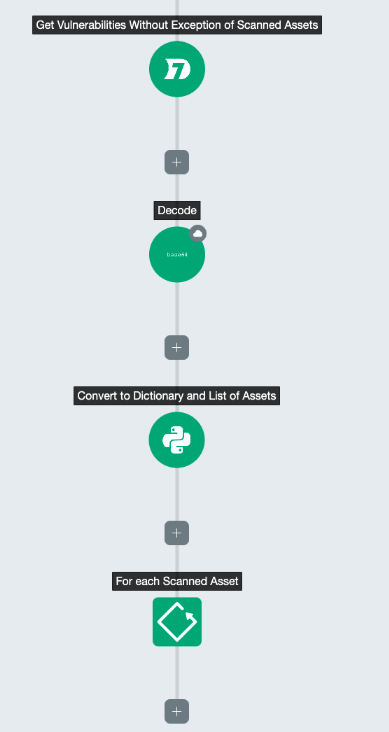 Get Vulnerabilities Without Exception of Scanned Assets
Decode
base64
Convert to Dictionary and List of Assets
For each Scanned Asset